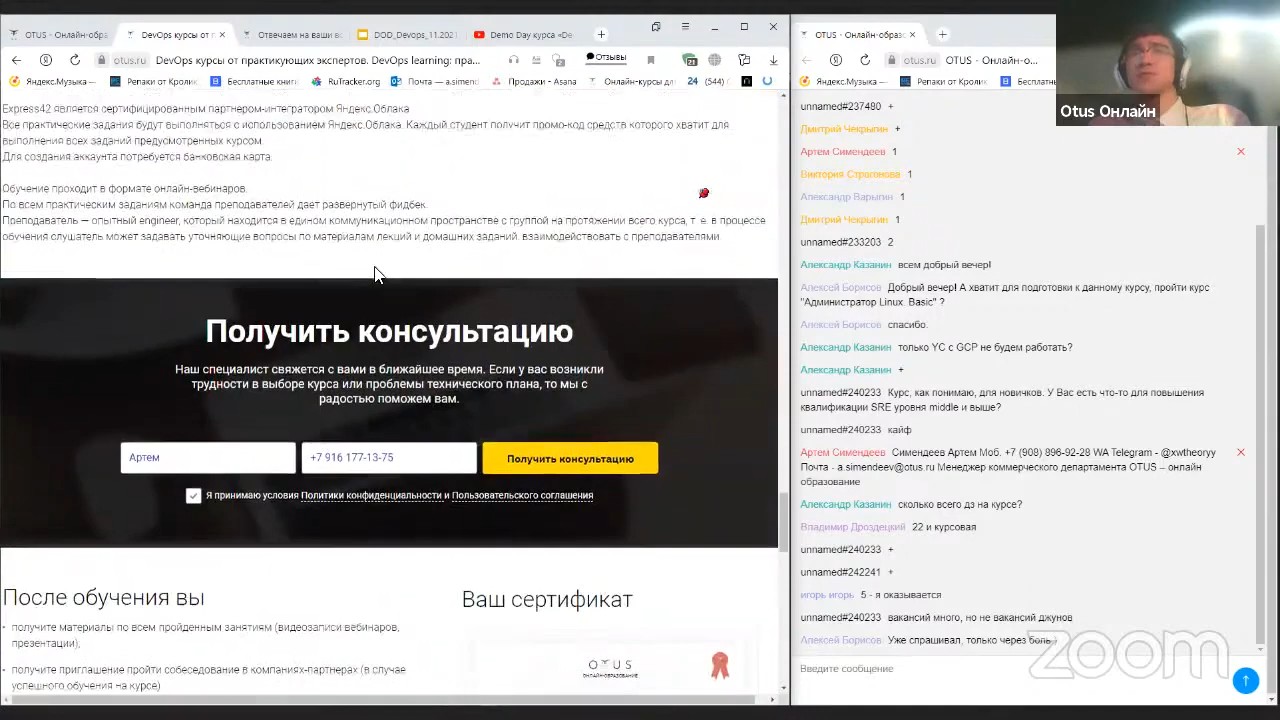 OTUS - Онлайн-обра
DevOps курсы от п
Отвечаем на ваши во
DOD_Devops_11.2021
Demo Day курса «De
otus.ru
DevOps курсы от практикующих экспертов. DevOps learning: пра...
Отзывы
Яндекс.Музыка
Репаки от Кролик
Бесплатные книги
RuTracker.org
Почта — a.simend
Продажи - Asana
Онлайн-курсы дл
24 (544)
Express42 является сертифицированным партнером-интегратором Яндекс.Облака
Все практические задания будут выполняться с использованием Яндекс.Облака. Каждый студент получит промо-код средств которого хватит для
выполнения всех заданий предусмотренных курсом.
Для создания аккаунта потребуется банковская карта.
Обучение проходит в формате онлайн-вебинаров.
По всем практическим заданиям команда преподавателей дает развернутый фидбек.
Преподаватель — опытный engineer, который находится в едином коммуникационном пространстве с группой на протяжении всего курса, т. е. в процессе
обучения слушатель может задавать уточняющие вопросы по материалам лекций и домашних заданий. взаимодействовать с преподавателями.
Получить консультацию
Наш специалист свяжется с вами в ближайшее время. Если у вас возникли
трудности в выборе курса или проблемы технического плана, то мы с
радостью поможем вам.
Артем
+7 916 177-13-75
Получить консультацию
Я принимаю условия Политики конфиденциальности и Пользовательского соглашения
После обучения вы
получите материалы по всем пройденным занятиям (видеозаписи вебинаров,
презентации);
получите приглашение пройти собеседование в компаниях-партнерах (в случае
успешного обучения на курсе)
Ваш сертификат
OTUS
ОНЛАЙН-ОБРАЗОВАНИЕ
OTUS - Онлайн-образ
otus.ru
OTUS - Онлайн-о...
Яндекс.Музыка
Репаки от Кролик
Бесплатные
Otus Онлайн
unnamed#237480 +
Дмитрий Чекрыгин +
Артем Симендеев 1
Виктория Строгонова 1
Александр Варыгин 1
Дмитрий Чекрыгин 1
unnamed#233203 2
Александр Казанин всем добрый вечер!
Алексей Борисов Добрый вечер! А хватит для подготовки к данному курсу, пройти курс
"Администратор Linux. Basic" ?
Алексей Борисов спасибо.
Александр Казанин только YC с GCP не будем работать?
Александр Казанин +
unnamed#240233 Курс, как понимаю, для новичков. У Вас есть что-то для повышения
квалификации SRE уровня middle и выше?
unnamed#240233 кайф
Артем Симендеев Симендеев Артем Моб. +7 (908) 896-92-28 WA Telegram - @xwtheoryy
Почта - a.simendeev@otus.ru Менеджер коммерческого департамента OTUS – онлайн
образование
Александр Казанин сколько всего дз на курсе?
Владимир Дроздецкий 22 и курсовая
unnamed#240233 +
unnamed#242241 +
игорь игорь 5 - я оказывается
unnamed#240233 вакансий много, но не вакансий джунов
Алексей Борисов Уже спрашивал, только через боль
Введите сообщение
zoom